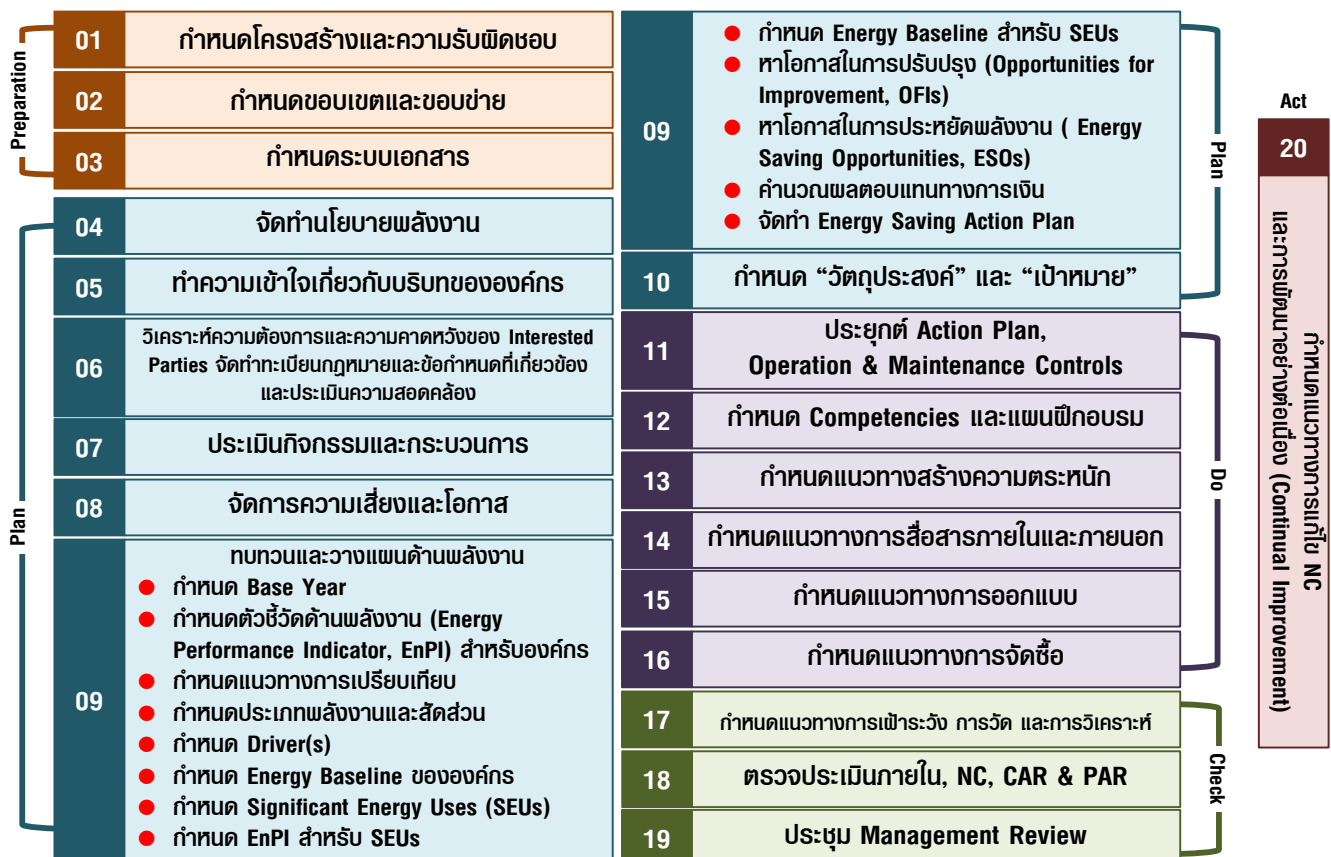 Preparation
01
กำหนดโครงสร้างและความรับผิดชอบ
02
กำหนดขอบเขตและขอบข่าย
03
กำหนดระบบเอกสาร
Plan
04
จัดทำนโยบายพลังงาน
05
ทำความเข้าใจเกี่ยวกับบริบทขององค์กร
06
วิเคราะห์ความต้องการและความคาดหวังของ Interested
Parties จัดทำทะเบียนกฎหมายและข้อกำหนดที่เกี่ยวข้อง
และประเมินความสอดคล้อง
07
ประเมินกิจกรรมและกระบวนการ
08
จัดการความเสี่ยงและโอกาส
09
ทบทวนและวางแผนด้านพลังงาน
● กำหนด Base Year
● กำหนดตัวชี้วัดด้านพลังงาน (Energy
Performance Indicator, EnPI) สำหรับองค์กร
● กำหนดแนวทางการเปรียบเทียบ
● กำหนดประเภทพลังงานและสัดส่วน
● กำหนด Driver(s)
● กำหนด Energy Baseline ขององค์กร
● กำหนด Significant Energy Uses (SEUs)
● กำหนด EnPI สำหรับ SEUs
09
● กำหนด Energy Baseline สำหรับ SEUs
● หาโอกาสในการปรับปรุง (Opportunities for
Improvement, OFIs)
● หาโอกาสในการประหยัดพลังงาน ( Energy
Saving Opportunities, ESOs)
● คำนวณผลตอบแทนทางการเงิน
● จัดทำ Energy Saving Action Plan
10
กำหนด “วัตถุประสงค์” และ “เป้าหมาย”
Plan
11
ประยุกต์ Action Plan,
Operation & Maintenance Controls
12
กำหนด Competencies และแผนฝึกอบรม
13
กำหนดแนวทางสร้างความตระหนัก
14
กำหนดแนวทางการสื่อสารภายในและภายนอก
15
กำหนดแนวทางการออกแบบ
16
กำหนดแนวทางการจัดซื้อ
Do
17
กำหนดแนวทางการเฝ้าระวัง การวัด และการวิเคราะห์
18
ตรวจประเมินภายใน, NC, CAR & PAR
19
ประชุม Management Review
Check
Act
20
กำหนดแนวทางการแก้ไข NC
และการพัฒนาอย่างต่อเนื่อง (Continual Improvement)